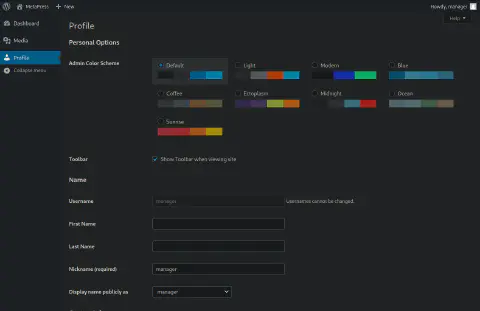 MetaPress
New
Howdy, manager
Help
Dashboard
Media
Profile
Collapse menu
Profile
Personal Options
Admin Color Scheme
Default
Light
Modern
Blue
Coffee
Ectoplasm
Midnight
Ocean
Sunrise
Toolbar
Show Toolbar when viewing site
Name
Username
manager
Usernames cannot be changed.
First Name
Last Name
Nickname (required)
manager
Display name publicly as
manager